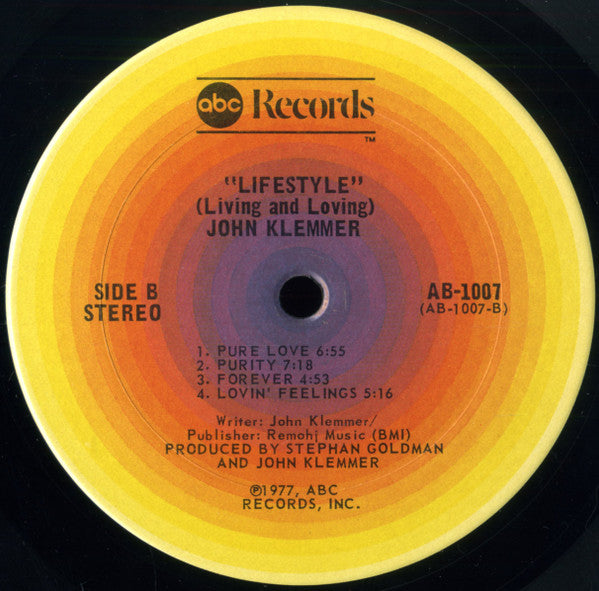 abc Records
™
"LIFESTYLE"
(Living and Loving)
JOHN KLEMMER
SIDE B
STEREO
AB-1007
(AB-1007-B)
1. PURE LOVE 6:55
2. PURITY 7:18
3. FOREVER 4:53
4. LOVIN' FEELINGS 5:16
Writer: John Klemmer/
Publisher: Remohj Music (BMI)
PRODUCED BY STEPHAN GOLDMAN
AND JOHN KLEMMER
℗1977, ABC
RECORDS, INC.